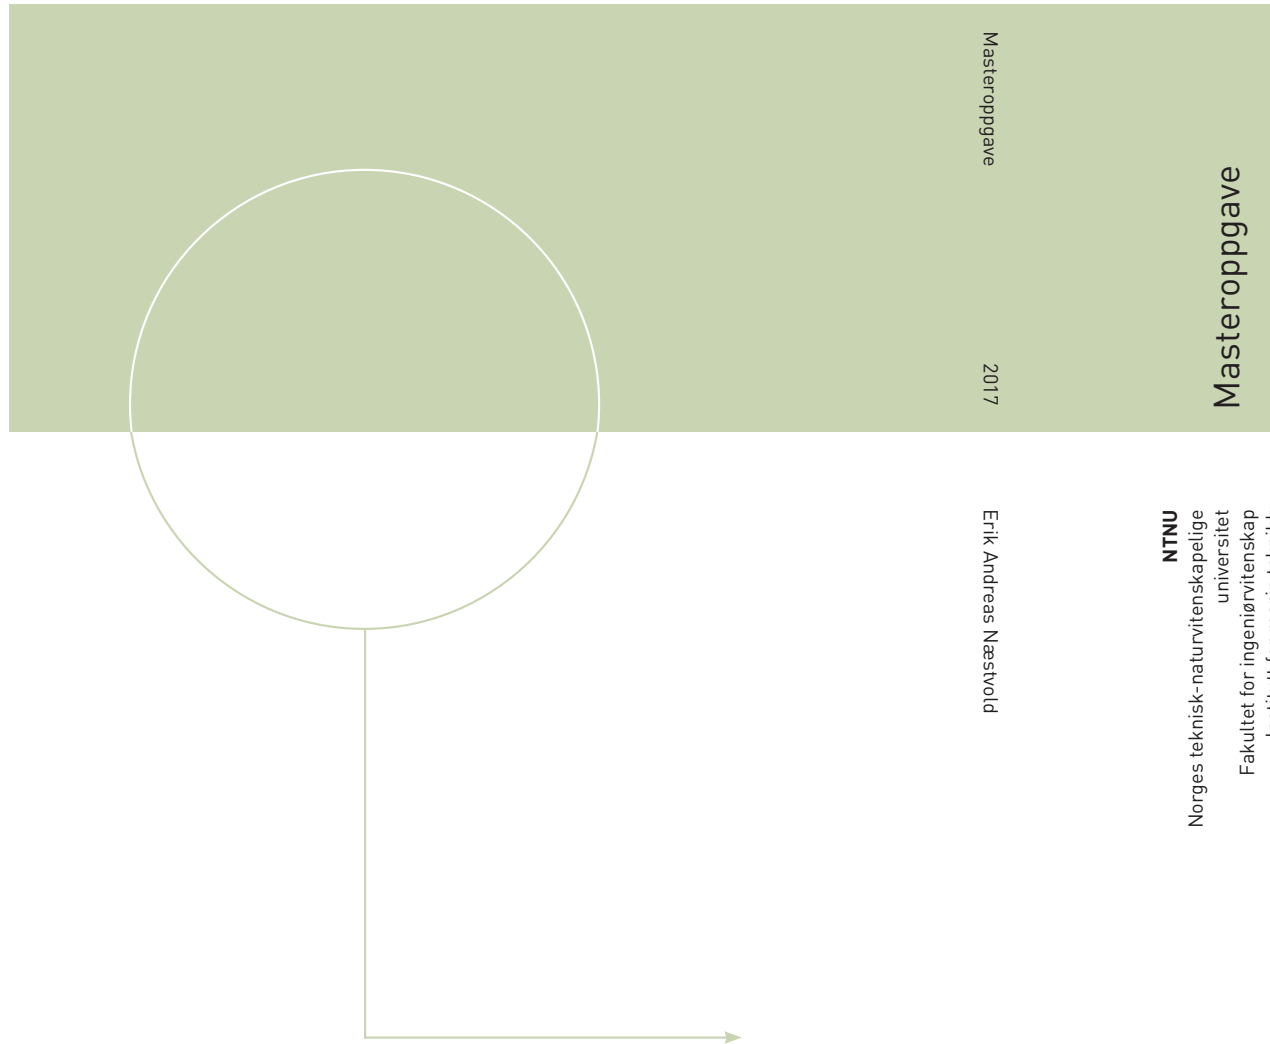 Masteroppgave
2017
Erik Andreas Næstvold
Masteroppgave
NTNU
Norges teknisk-naturvitenskapelige
universitet
Fakultet for ingeniørvitenskap